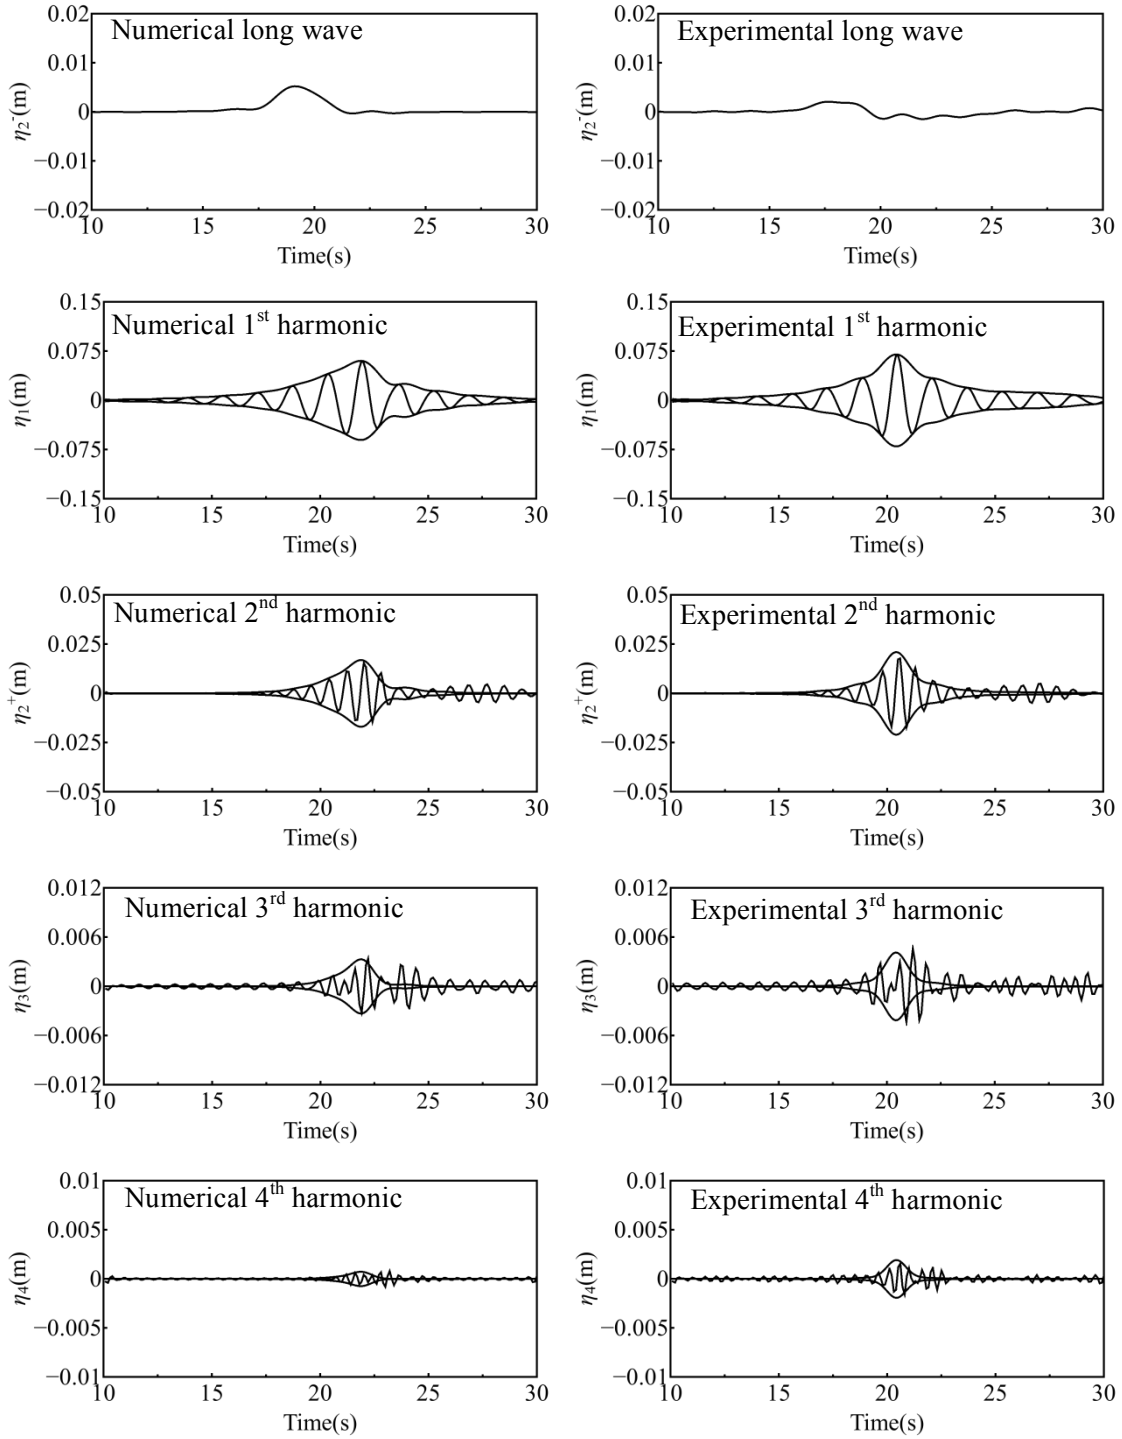 Numerical long wave
0.02
0.01
0
−0.01
−0.02
η₂⁻(m)
10 15 20 25 30
Time(s)
Experimental long wave
0.02
0.01
0
−0.01
−0.02
η₂⁻(m)
10 15 20 25 30
Time(s)
Numerical 1st harmonic
0.15
0.075
0
−0.075
−0.15
η₁(m)
10 15 20 25 30
Time(s)
Experimental 1st harmonic
0.15
0.075
0
−0.075
−0.15
η₁(m)
10 15 20 25 30
Time(s)
Numerical 2nd harmonic
0.05
0.025
0
−0.025
−0.05
η₂⁺(m)
10 15 20 25 30
Time(s)
Experimental 2nd harmonic
0.05
0.025
0
−0.025
−0.05
η₂⁺(m)
10 15 20 25 30
Time(s)
Numerical 3rd harmonic
0.012
0.006
0
−0.006
−0.012
η₃(m)
10 15 20 25 30
Time(s)
Experimental 3rd harmonic
0.012
0.006
0
−0.006
−0.012
η₃(m)
10 15 20 25 30
Time(s)
Numerical 4th harmonic
0.01
0.005
0
−0.005
−0.01
η₄(m)
10 15 20 25 30
Time(s)
Experimental 4th harmonic
0.01
0.005
0
−0.005
−0.01
η₄(m)
10 15 20 25 30
Time(s)